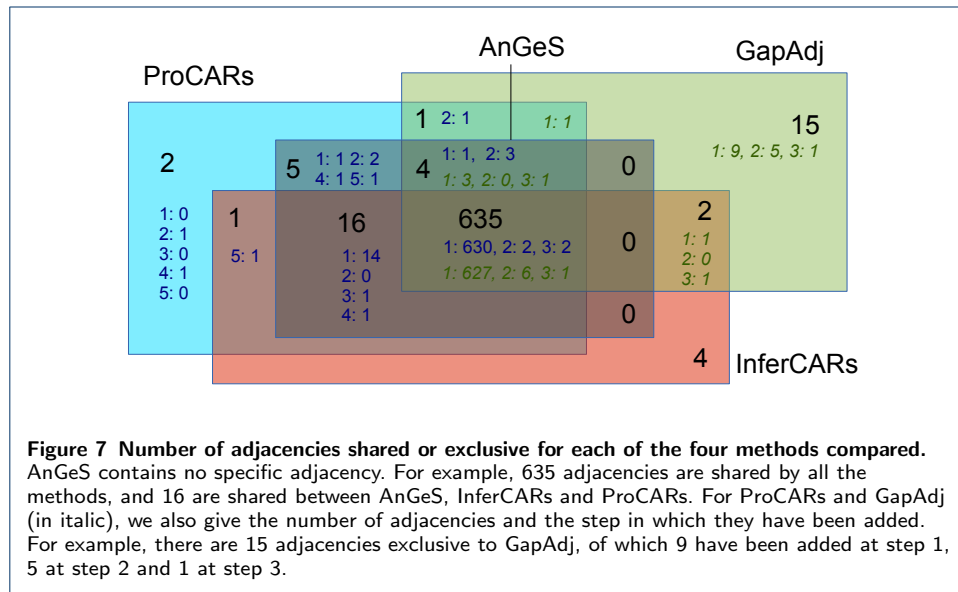 AnGeS
GapAdj
ProCARs
1 2: 1 1: 1
15
1: 9, 2: 5, 3: 1
2
5 1: 1 2: 2
4: 1 5: 1
4 1: 1, 2: 3
1: 3, 2: 0, 3: 1
0
1: 0
2: 1
3: 0
4: 1
5: 0
1
5: 1
16
1: 14
2: 0
3: 1
4: 1
635
1: 630, 2: 2, 3: 2
1: 627, 2: 6, 3: 1
0
2
1: 1
2: 0
3: 1
0
4
InferCARs
Figure 7 Number of adjacencies shared or exclusive for each of the four methods compared.
AnGeS contains no specific adjacency. For example, 635 adjacencies are shared by all the
methods, and 16 are shared between AnGeS, InferCARs and ProCARs. For ProCARs and GapAdj
(in italic), we also give the number of adjacencies and the step in which they have been added.
For example, there are 15 adjacencies exclusive to GapAdj, of which 9 have been added at step 1,
5 at step 2 and 1 at step 3.